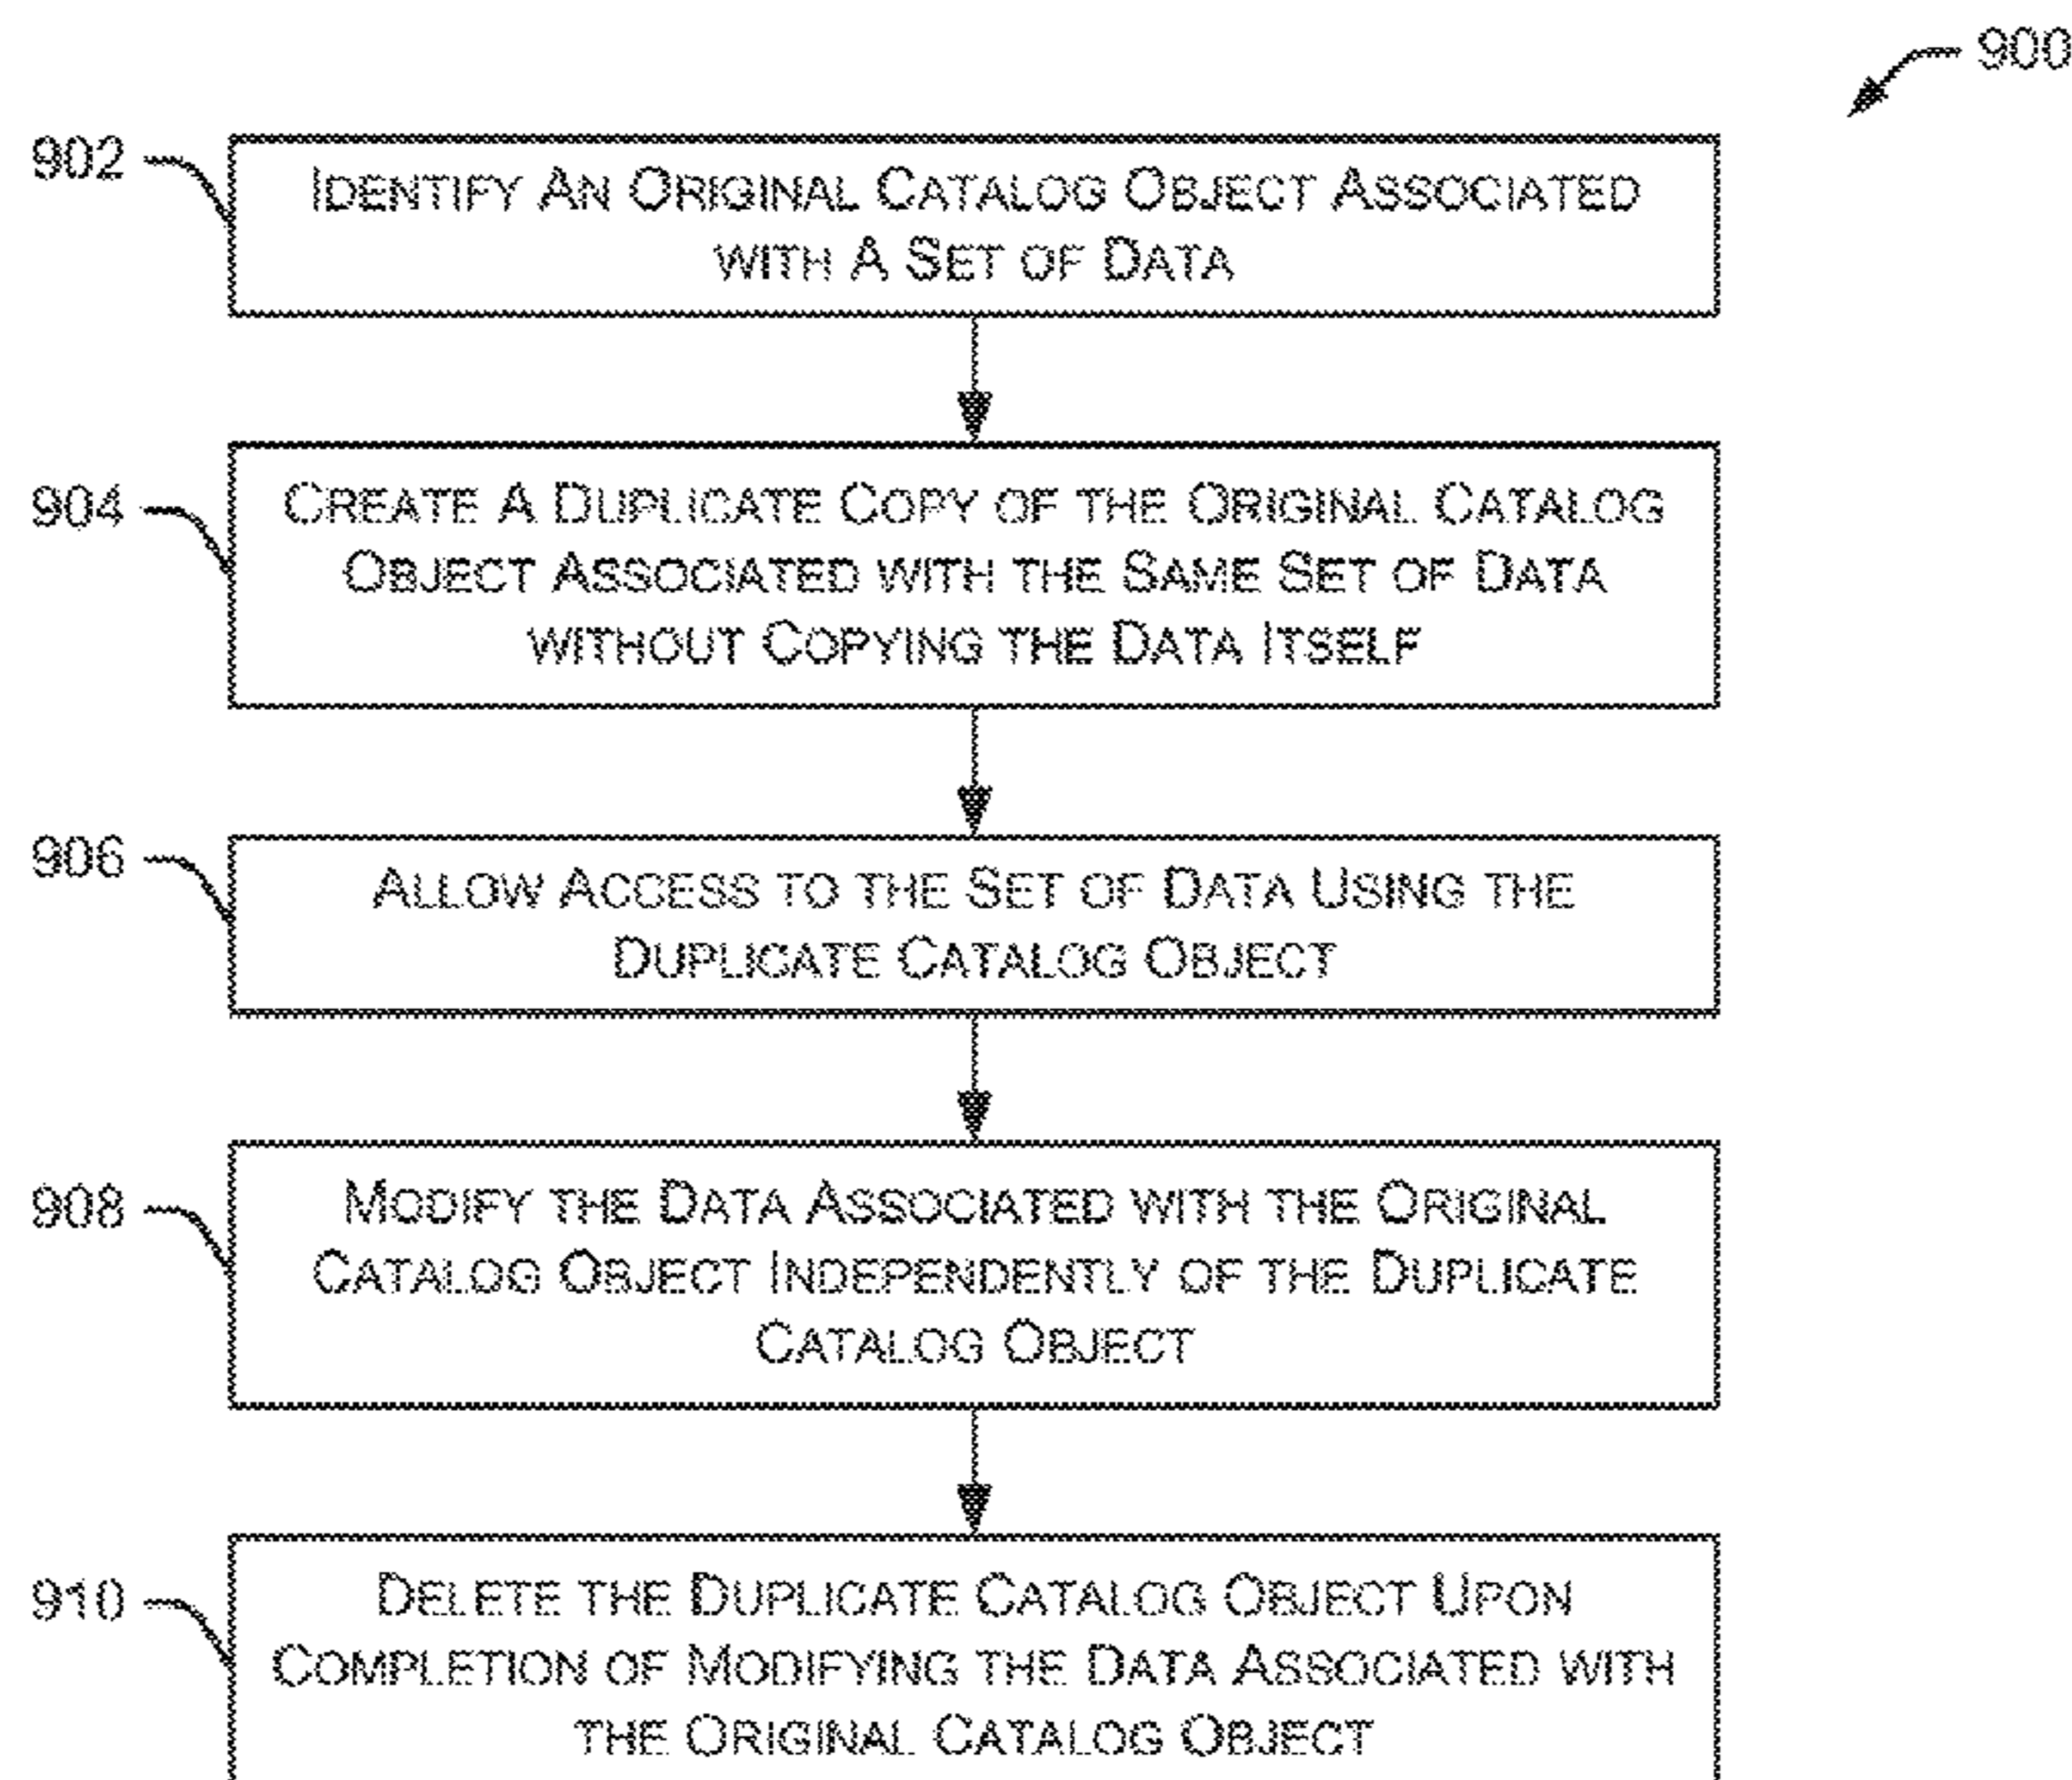 900
902
IDENTIFY AN ORIGINAL CATALOG OBJECT ASSOCIATED
WITH A SET OF DATA
904
CREATE A DUPLICATE COPY OF THE ORIGINAL CATALOG
OBJECT ASSOCIATED WITH THE SAME SET OF DATA
WITHOUT COPYING THE DATA ITSELF
906
ALLOW ACCESS TO THE SET OF DATA USING THE
DUPLICATE CATALOG OBJECT
908
MODIFY THE DATA ASSOCIATED WITH THE ORIGINAL
CATALOG OBJECT INDEPENDENTLY OF THE DUPLICATE
CATALOG OBJECT
910
DELETE THE DUPLICATE CATALOG OBJECT UPON
COMPLETION OF MODIFYING THE DATA ASSOCIATED WITH
THE ORIGINAL CATALOG OBJECT